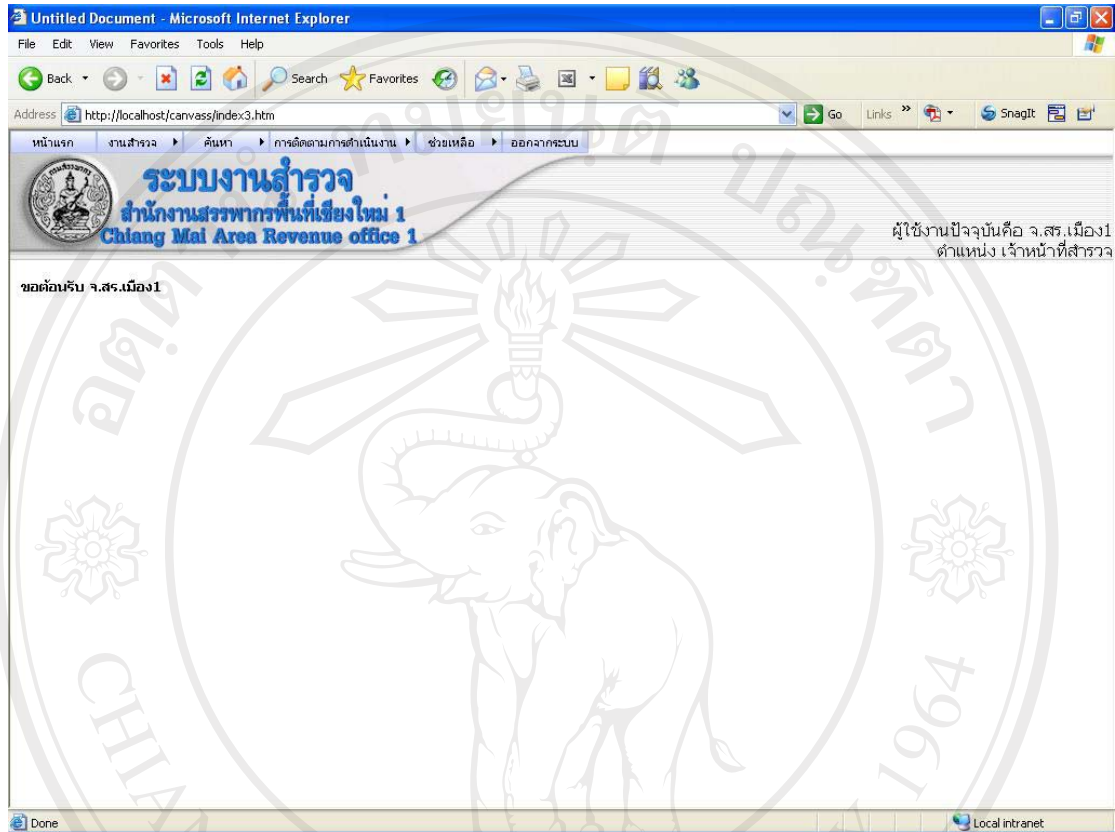 Untitled Document - Microsoft Internet Explorer
File Edit View Favorites Tools Help
Back Search Favorites
Address http://localhost/canvass/index3.htm Go Links » SnagIt
หน้าแรก งานสำรวจ ค้นหา การติดตามการดำเนินงาน ช่วยเหลือ ออกจากระบบ
ระบบงานสำรวจ
สำนักงานสรรพากรพื้นที่เชียงใหม่ 1
Chiang Mai Area Revenue office 1
ผู้ใช้งานปัจจุบันคือ จ.สร.เมือง1
ตำแหน่ง เจ้าหน้าที่สำรวจ
ขอต้อนรับ จ.สร.เมือง1
1964
Done Local intranet